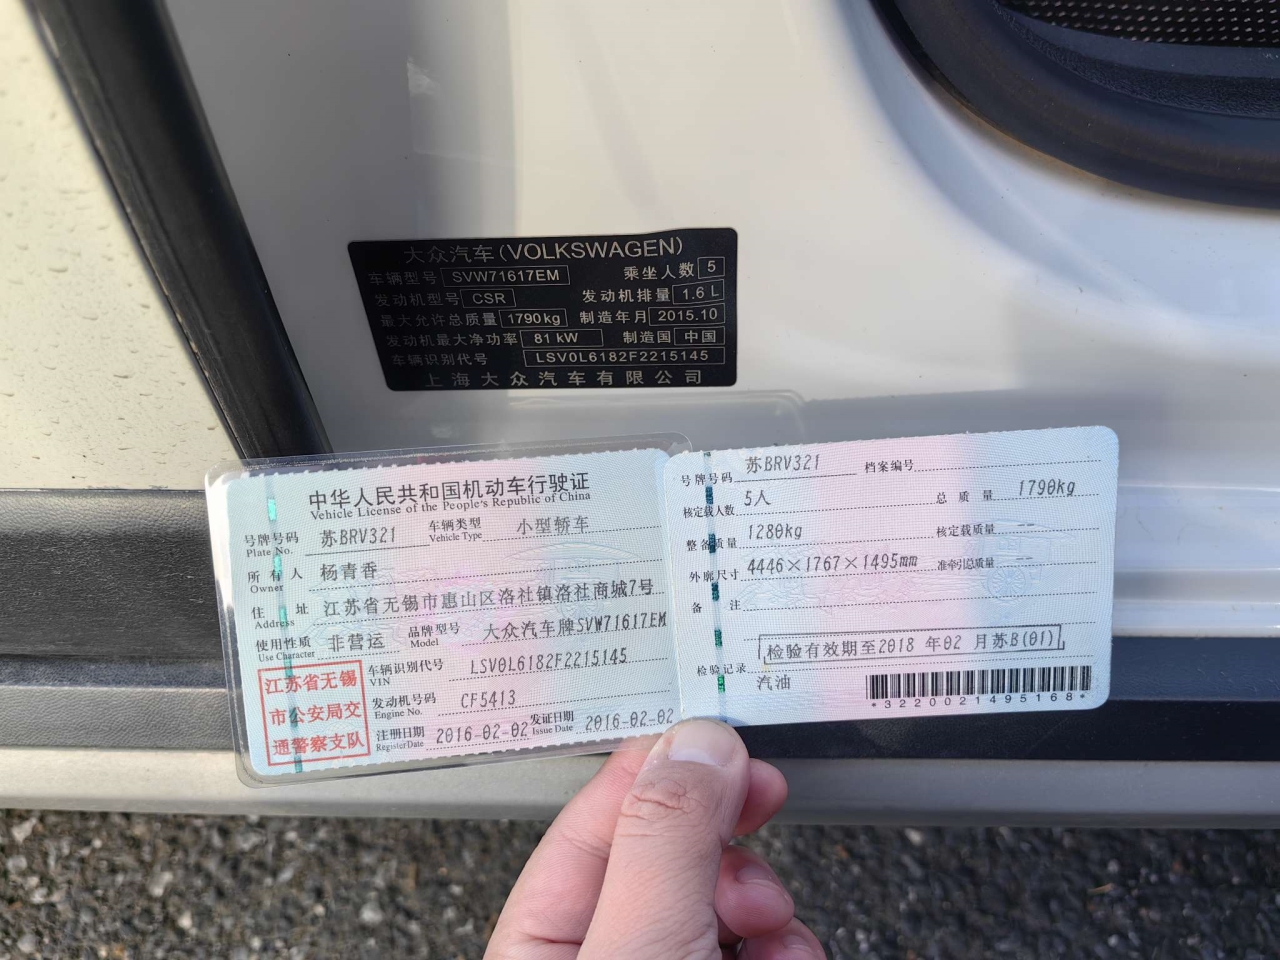 大众汽车(VOLKSWAGEN)
车辆型号 SVW71617EM 乘坐人数 5
发动机型号 CSR 发动机排量 1.6 L
最大允许总质量 1790kg 制造年月 2015.10
发动机最大净功率 81 kW 制造国 中国
车辆识别代号 LSV0L6182F2215145
上海大众汽车有限公司
中华人民共和国机动车行驶证
Vehicle License of the People's Republic of China
号牌号码 苏BRV321 车辆类型 小型轿车
Plate No. Vehicle Type
所有人 杨青香
Owner
住址 江苏省无锡市惠山区洛社镇洛社商城7号
Address
使用性质 非营运 品牌型号 大众汽车牌SVW71617EM
Use Character Model
江苏省无锡
市公安局交
通警察支队
车辆识别代号 LSV0L6182F2215145
VIN
发动机号码 CF5413
Engine No.
注册日期 2016-02-02 发证日期 2016-02-02
Register Date Issue Date
号牌号码 苏BRV321 档案编号
核定载人数 5人 总质量 1790kg
整备质量 1280kg 核定载质量 --
外廓尺寸 4446×1767×1495mm 准牵引总质量 --
备注
检验有效期至2018 年02 月苏B(01)
检验记录
汽油
*3220021495168*